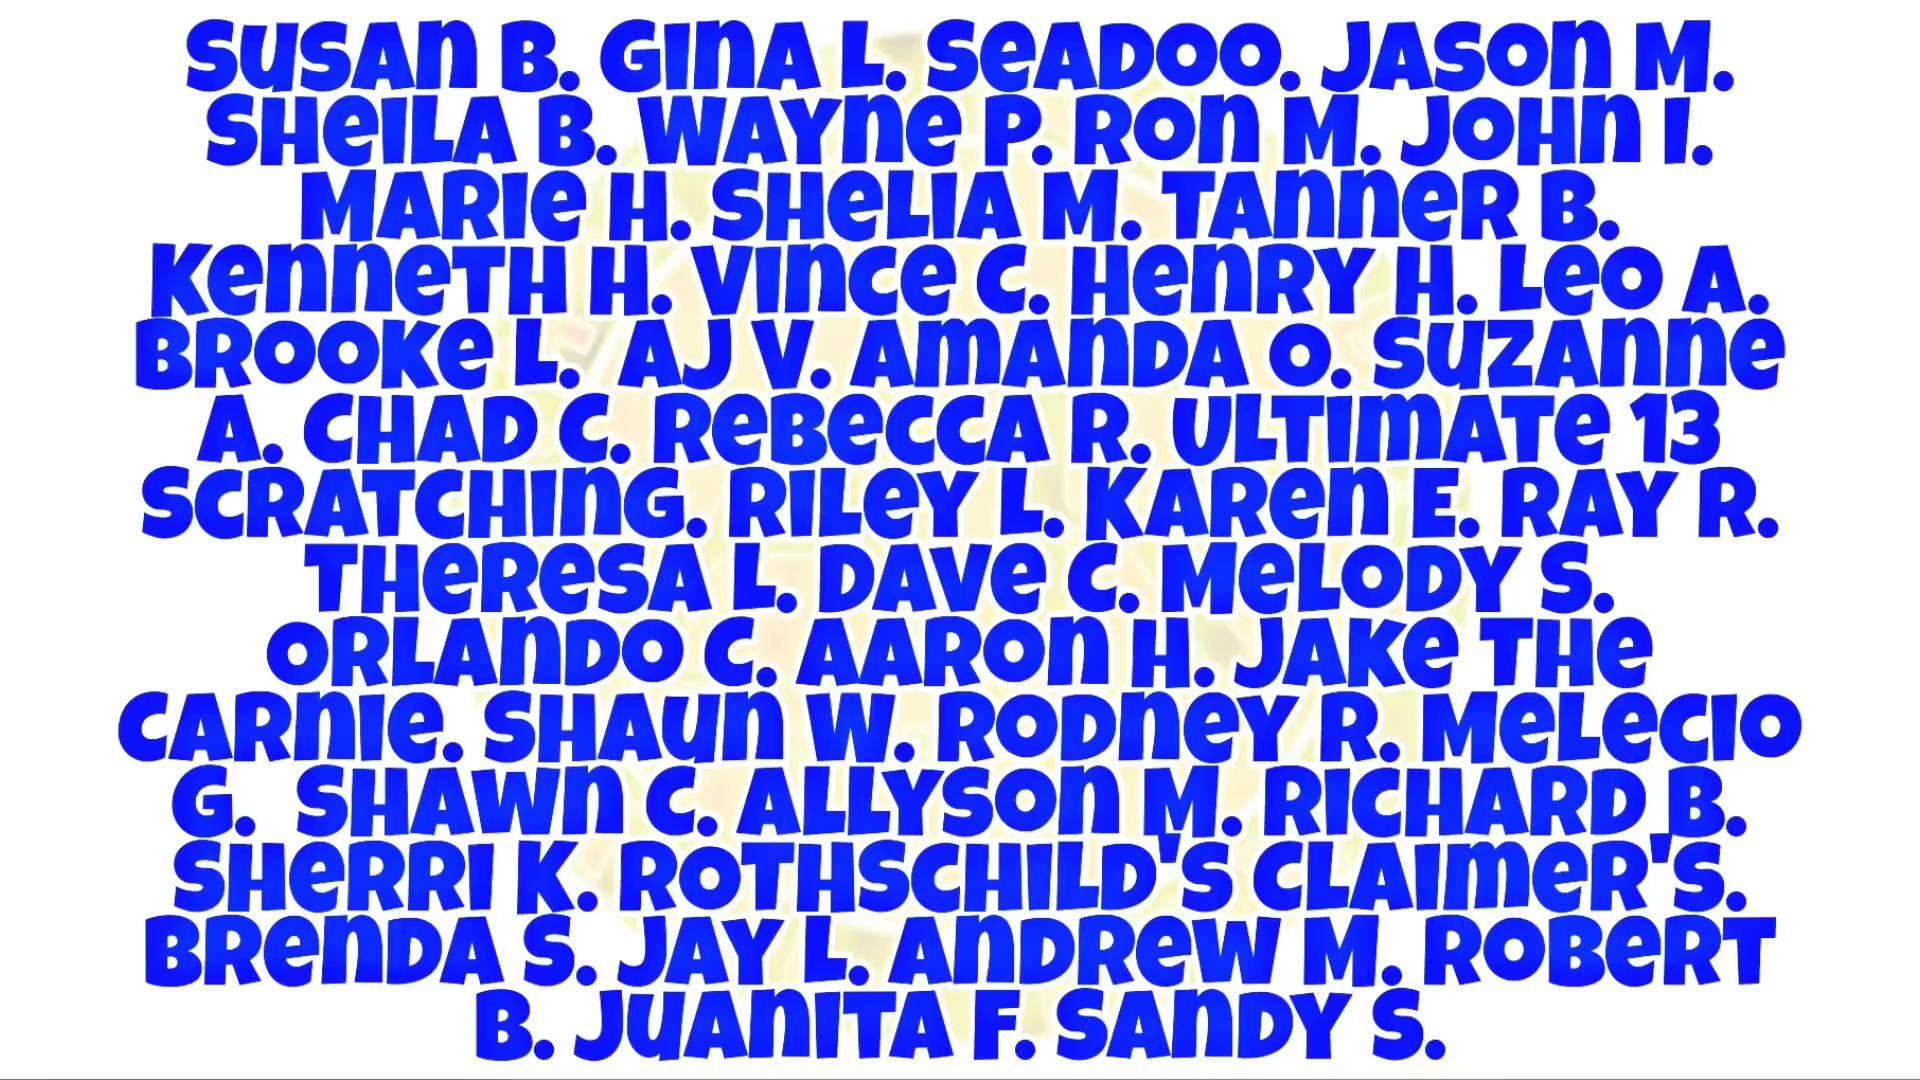 SUSAN B. GINA L. SEADOO. JASON M.
SHEILA B. WAYNE P. RON M. JOHN I.
MARIE H. SHELIA M. TANNER B.
KENNETH H. VINCE C. HENRY H. LEO A.
BROOKE L. AJ V. AMANDA O. SUZANNE
A. CHAD C. REBECCA R. ULTIMATE 13
SCRATCHING. RILEY L. KAREN E. RAY R.
THERESA L. DAVE C. MELODY S.
ORLANDO C. AARON H. JAKE THE
CARNIE. SHAUN W. RODNEY R. MELECIO
G. SHAWN C. ALLYSON M. RICHARD B.
SHERRI K. ROTHSCHILD'S CLAIMER'S.
BRENDA S. JAY L. ANDREW M. ROBERT
B. JUANITA F. SANDY S.